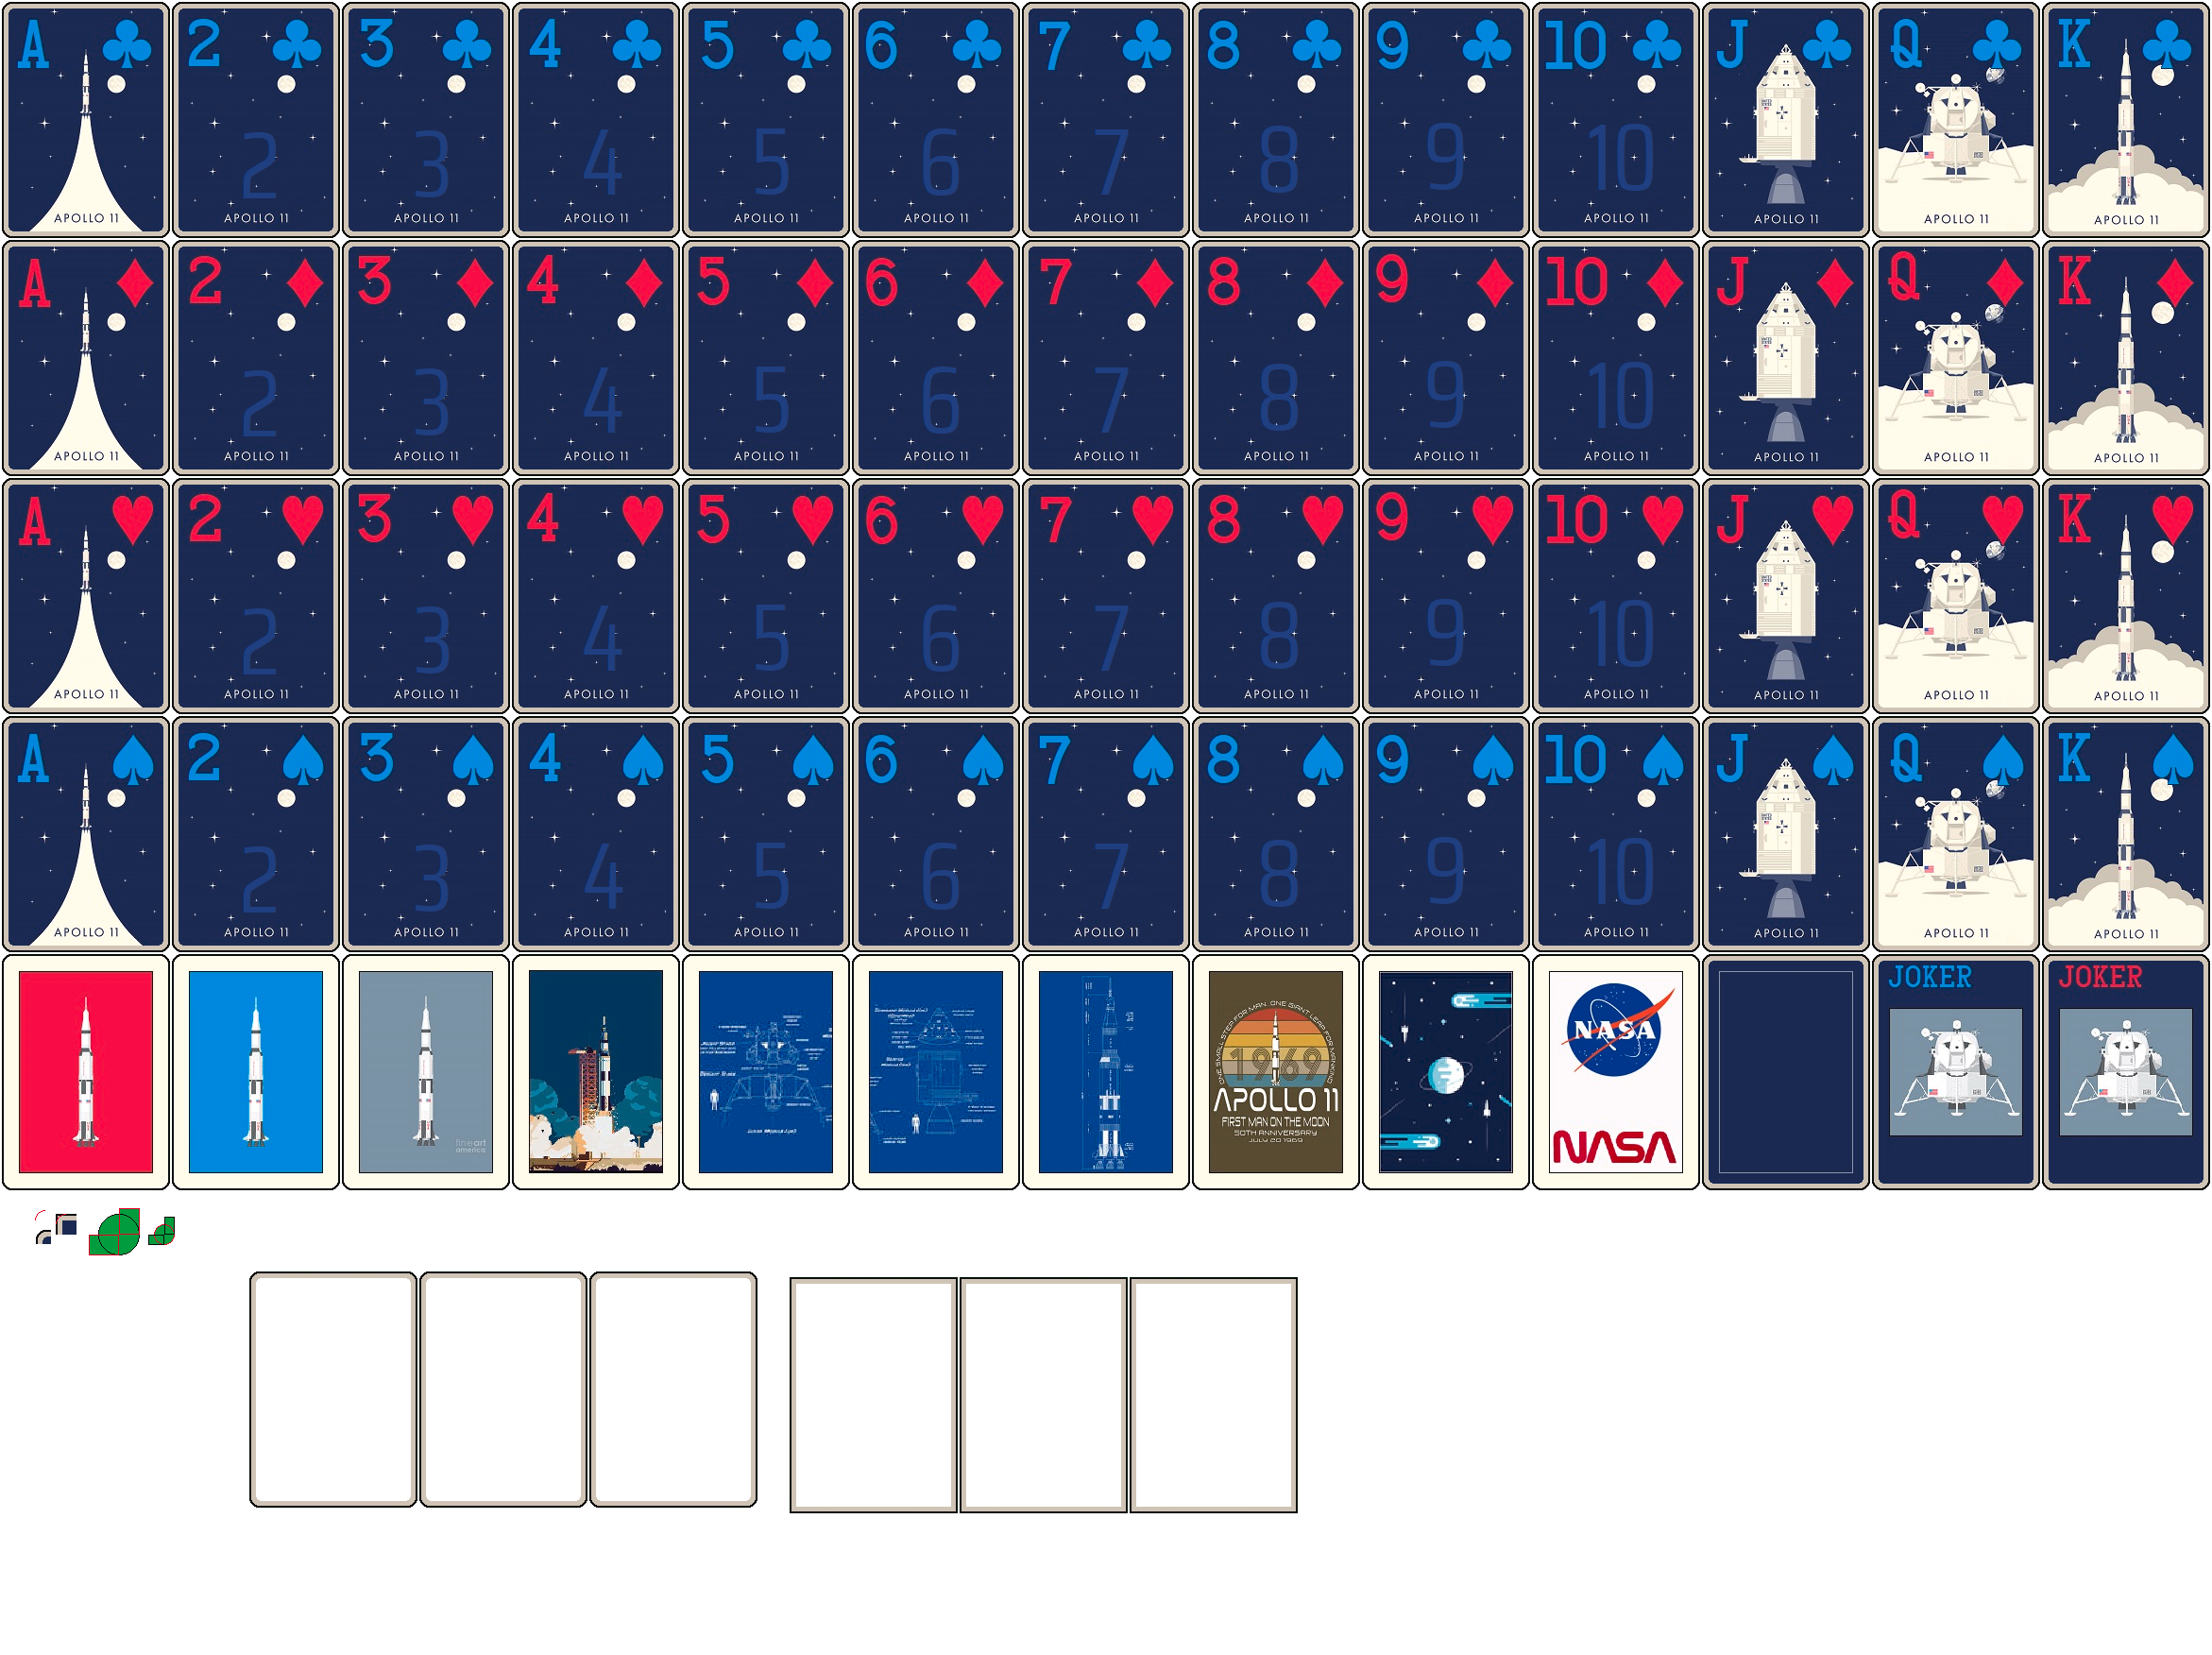 A 2 3 4 5 6 7 8 9 10 J Q K
2 3 4 5 6 7 8 9 10
APOLLO 11 APOLLO 11 APOLLO 11 APOLLO 11 APOLLO 11 APOLLO 11 APOLLO 11 APOLLO 11 APOLLO 11 APOLLO 11 APOLLO 11 APOLLO 11 APOLLO 11
A 2 3 4 5 6 7 8 9 10 J Q K
2 3 4 5 6 7 8 9 10
APOLLO 11 APOLLO 11 APOLLO 11 APOLLO 11 APOLLO 11 APOLLO 11 APOLLO 11 APOLLO 11 APOLLO 11 APOLLO 11 APOLLO 11 APOLLO 11 APOLLO 11
A 2 3 4 5 6 7 8 9 10 J Q K
2 3 4 5 6 7 8 9 10
APOLLO 11 APOLLO 11 APOLLO 11 APOLLO 11 APOLLO 11 APOLLO 11 APOLLO 11 APOLLO 11 APOLLO 11 APOLLO 11 APOLLO 11 APOLLO 11 APOLLO 11
A 2 3 4 5 6 7 8 9 10 J Q K
2 3 4 5 6 7 8 9 10
APOLLO 11 APOLLO 11 APOLLO 11 APOLLO 11 APOLLO 11 APOLLO 11 APOLLO 11 APOLLO 11 APOLLO 11 APOLLO 11 APOLLO 11 APOLLO 11 APOLLO 11
fineart
america
ONE SMALL STEP FOR MAN, ONE GIANT LEAP FOR MANKIND
1969
APOLLO 11
FIRST MAN ON THE MOON
50TH ANNIVERSARY
JULY 20 1969
NASA
NASA
JOKER
JOKER